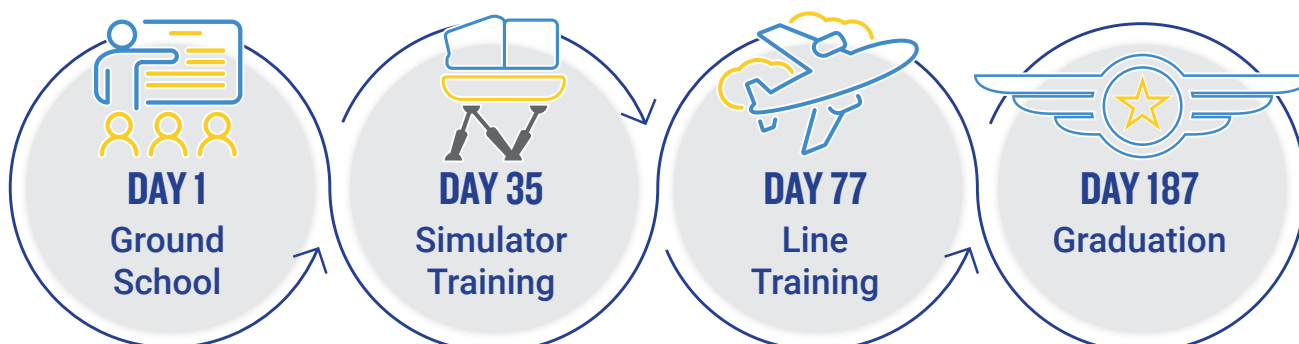 DAY 1
Ground
School
DAY 35
Simulator
Training
DAY 77
Line
Training
DAY 187
Graduation